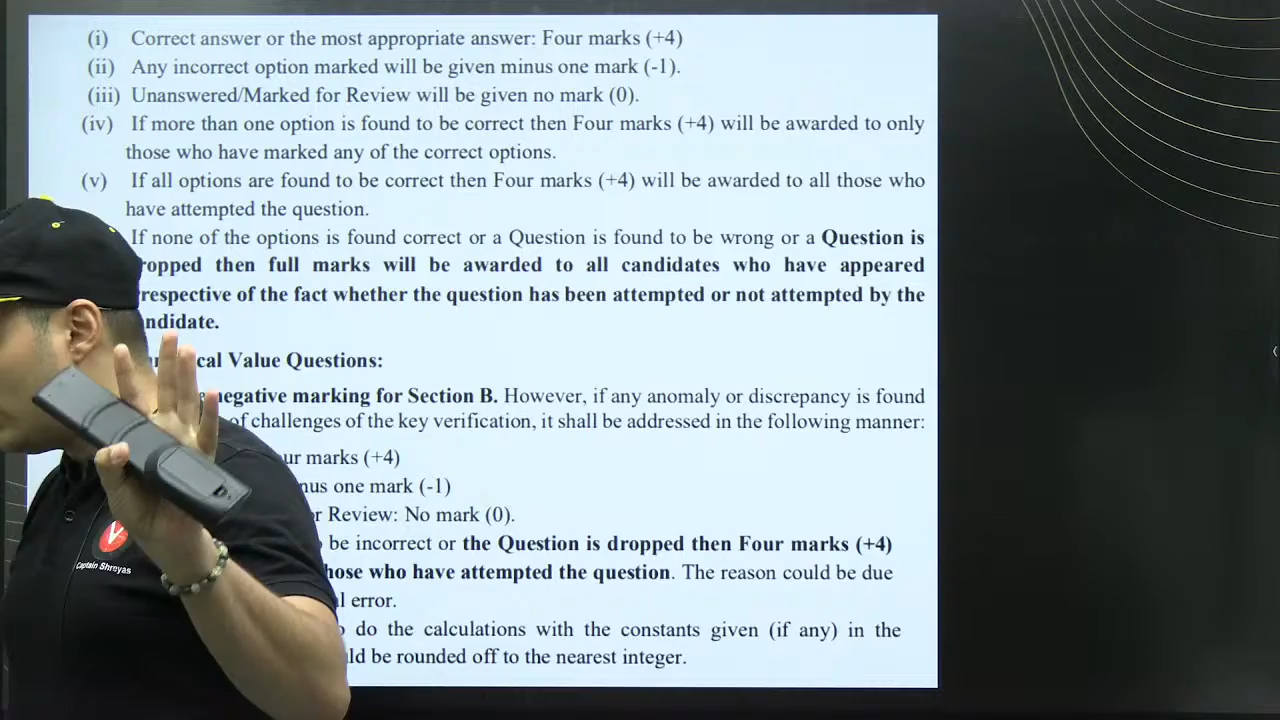 (i) Correct answer or the most appropriate answer: Four marks (+4)
(ii) Any incorrect option marked will be given minus one mark (-1).
(iii) Unanswered/Marked for Review will be given no mark (0).
(iv) If more than one option is found to be correct then Four marks (+4) will be awarded to only
those who have marked any of the correct options.
(v) If all options are found to be correct then Four marks (+4) will be awarded to all those who
have attempted the question.
If none of the options is found correct or a Question is found to be wrong or a Question is
then full marks will be awarded to all candidates who have appeared
of the fact whether the question has been attempted or not attempted by the
Value Questions:
negative marking for Section B. However, if any anomaly or discrepancy is found
of challenges of the key verification, it shall be addressed in the following manner:
marks (+4)
one mark (-1)
Review: No mark (0).
be incorrect or the Question is dropped then Four marks (+4)
who have attempted the question. The reason could be due
error.
do the calculations with the constants given (if any) in the
be rounded off to the nearest integer.
V
Captain Shreyas